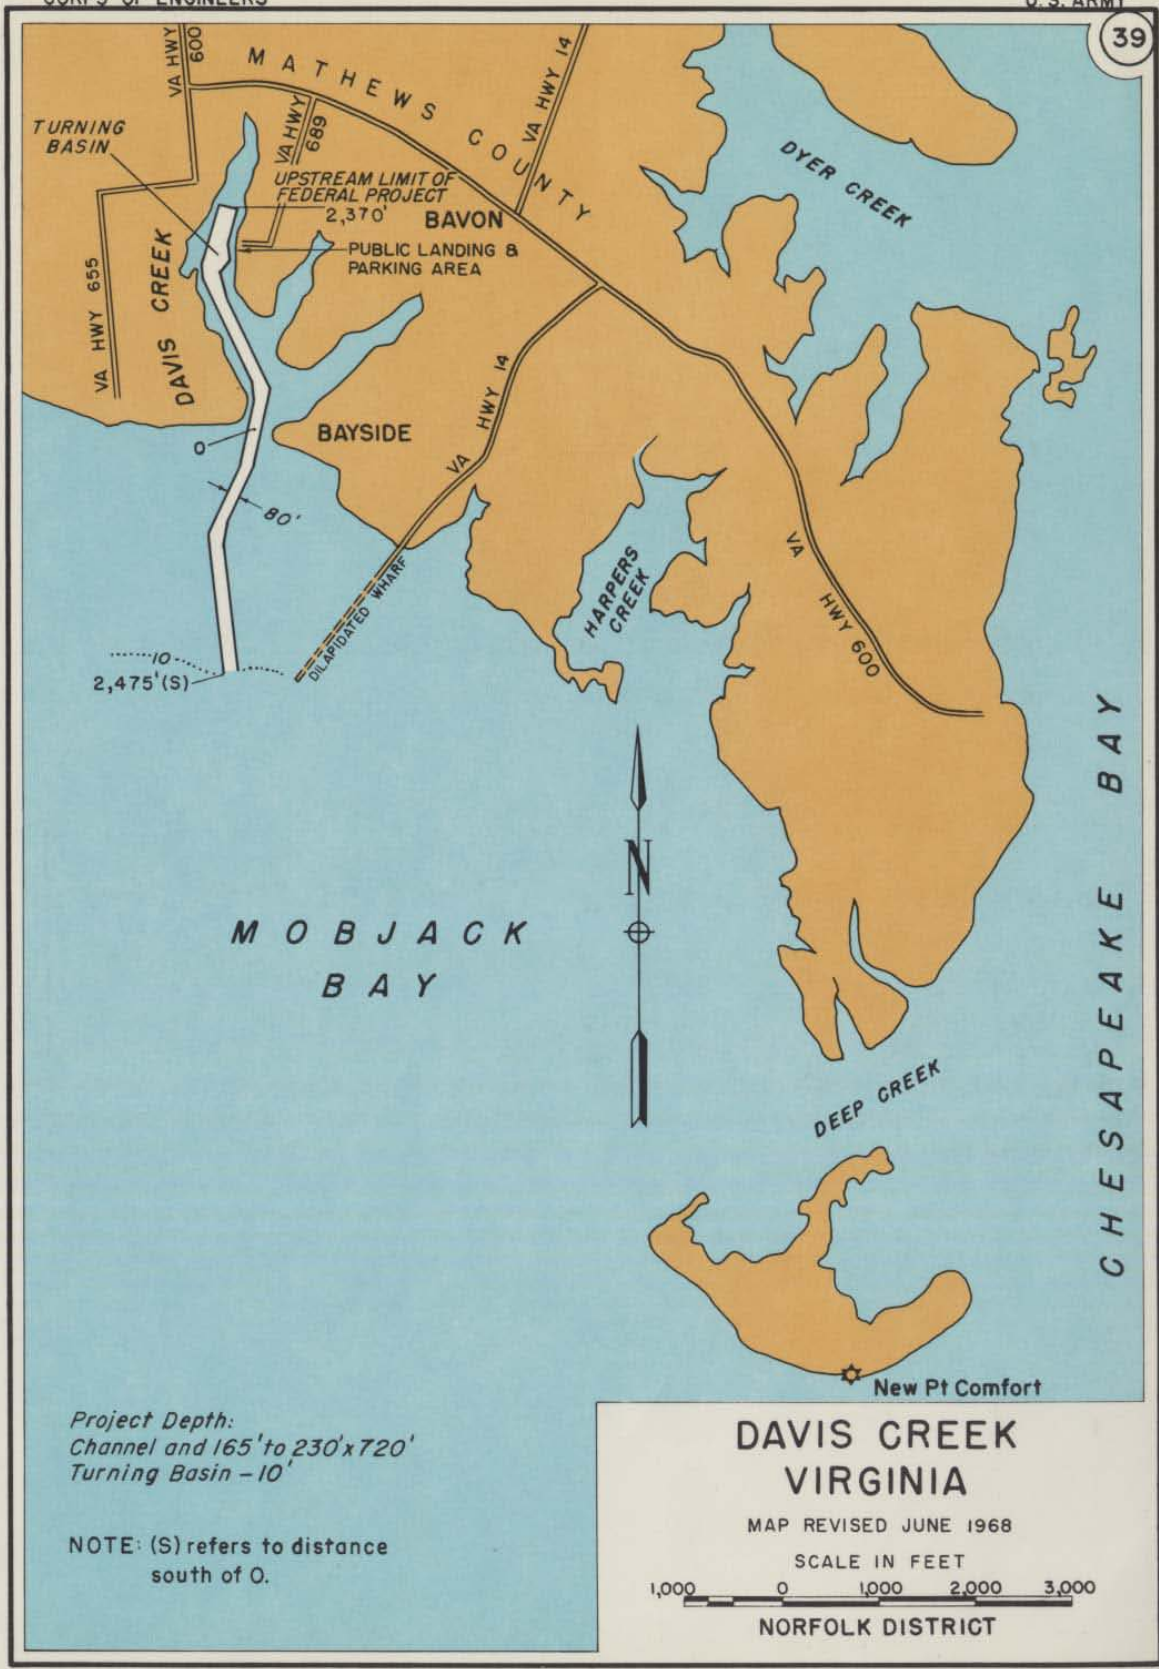 CORPS OF ENGINEERS
U. S. ARMY
39
VA HWY 600
MATHEWS COUNTY
VA HWY 14
TURNING
BASIN
VA HWY
689
UPSTREAM LIMIT OF
FEDERAL PROJECT
2,370'
BAVON
PUBLIC LANDING &
PARKING AREA
DYER CREEK
VA HWY 655
DAVIS CREEK
VA HWY 14
BAYSIDE
0
80'
DILAPIDATED WHARF
HARPERS
CREEK
VA HWY 600
10
2,475'(S)
N
MOBJACK
BAY
CHESAPEAKE BAY
DEEP CREEK
New Pt Comfort
Project Depth:
Channel and 165' to 230'x 720'
Turning Basin - 10'
NOTE: (S) refers to distance
south of 0.
DAVIS CREEK
VIRGINIA
MAP REVISED JUNE 1968
SCALE IN FEET
1,000 0 1,000 2,000 3,000
NORFOLK DISTRICT